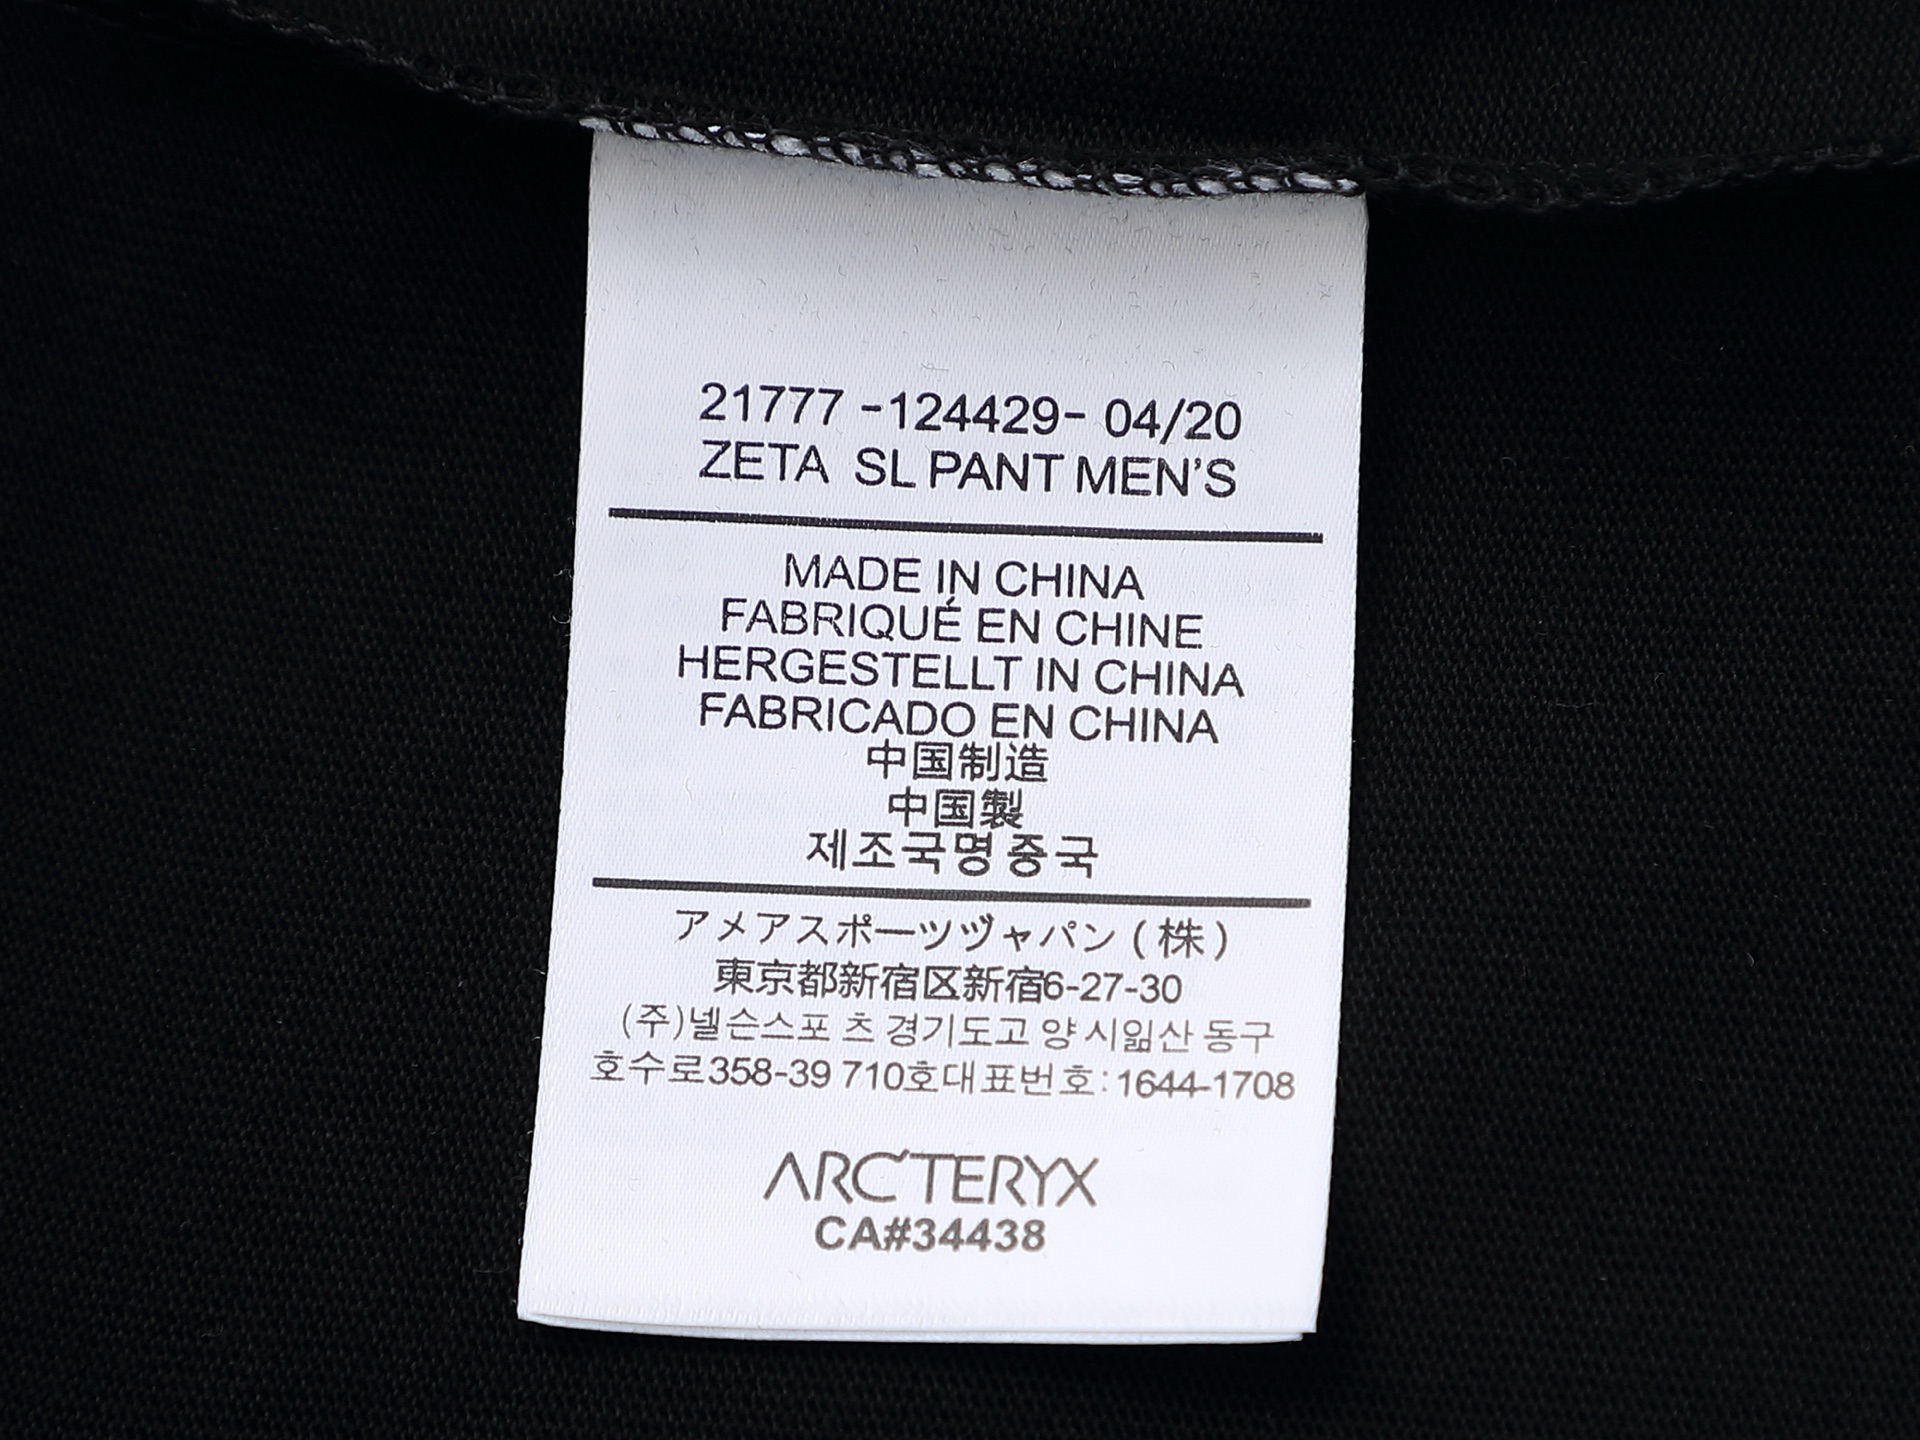 21777 -124429- 04/20
ZETA SL PANT MEN'S
MADE IN CHINA
FABRIQUÉ EN CHINE
HERGESTELLT IN CHINA
FABRICADO EN CHINA
中国制造
中国製
제조국명 중국
アメアスポーツヅャパン (株)
東京都新宿区新宿6-27-30
(주)넬슨스포 츠 경기도고 양 시일산 동구
호수로358-39 710호대표번호: 1644-1708
ARC'TERYX
CA#34438